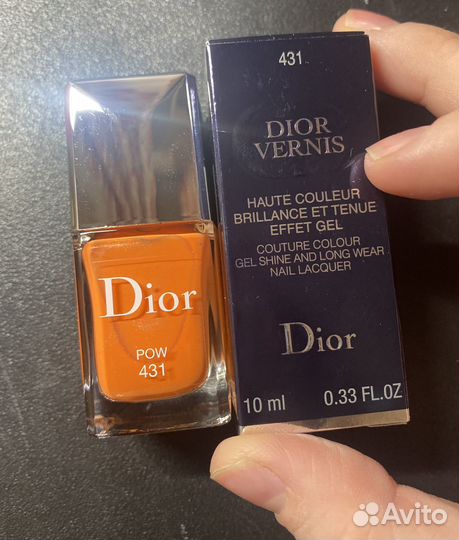 Dior
POW
431
431
DIOR
VERNIS
HAUTE COULEUR
BRILLANCE ET TENUE
EFFET GEL
COUTURE COLOUR
GEL SHINE AND LONG WEAR
NAIL LACQUER
Dior
10 ml 0.33 FL.OZ
Avito